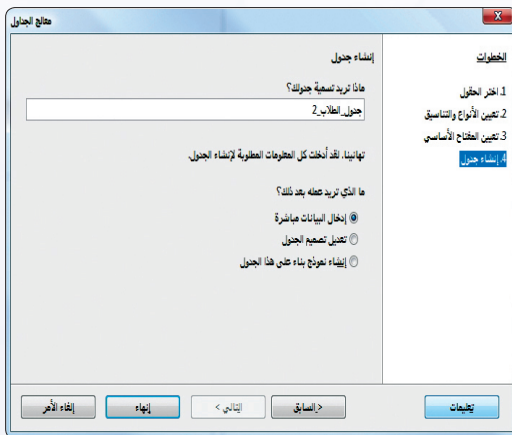 معالج الجداول
الخطوات
1. اختر الحقول
2. تعيين الأنواع والتناسيق
3. تعيين المفتاح الأساسي
4. إنشاء جدول
إنشاء جدول
ماذا تريد تسمية جدولك؟
جدول_الطلاب_2
تهانينا. لقد أدخلت كل المعلومات المطلوبة لإنشاء الجدول.
ما الذي تريد عمله بعد ذلك؟
إدخال البيانات مباشرة
تعديل تصميم الجدول
إنشاء نموذج بناء على هذا الجدول
تعليمات
< السابق
التالي >
إنهاء
إلغاء الأمر